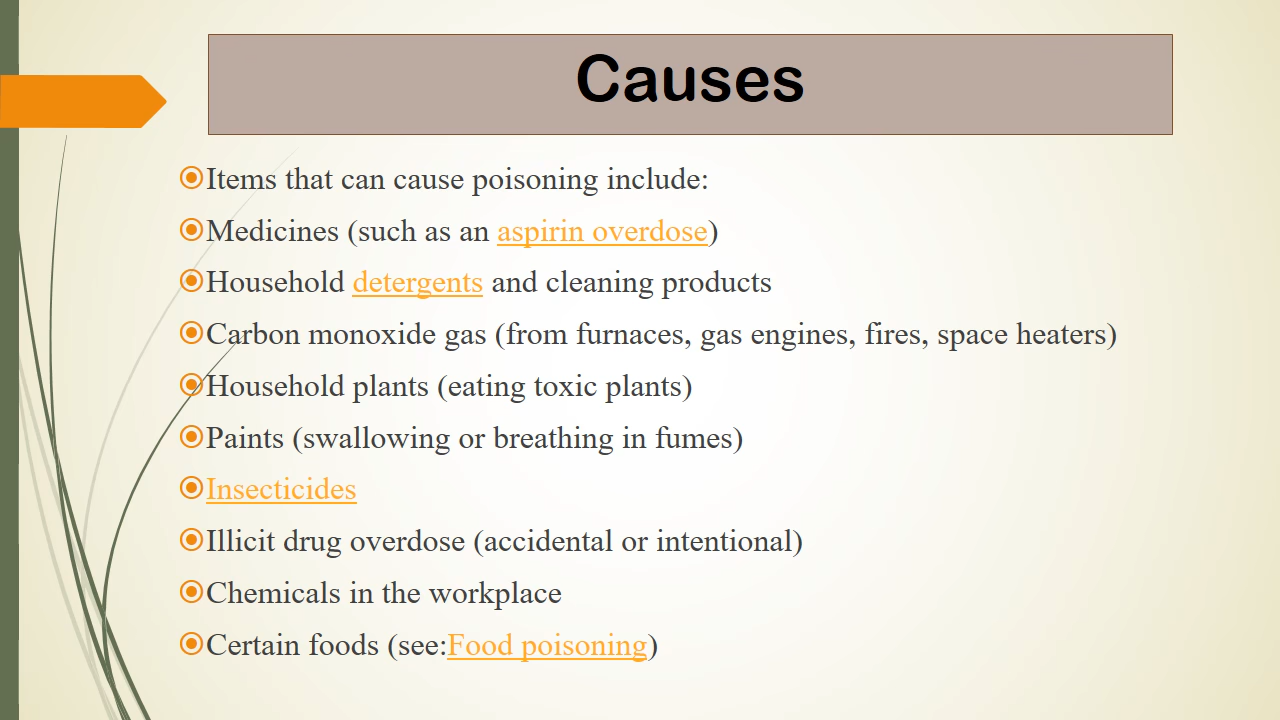 Causes
Items that can cause poisoning include:
Medicines (such as an aspirin overdose)
Household detergents and cleaning products
Carbon monoxide gas (from furnaces, gas engines, fires, space heaters)
Household plants (eating toxic plants)
Paints (swallowing or breathing in fumes)
Insecticides
Illicit drug overdose (accidental or intentional)
Chemicals in the workplace
Certain foods (see:Food poisoning)